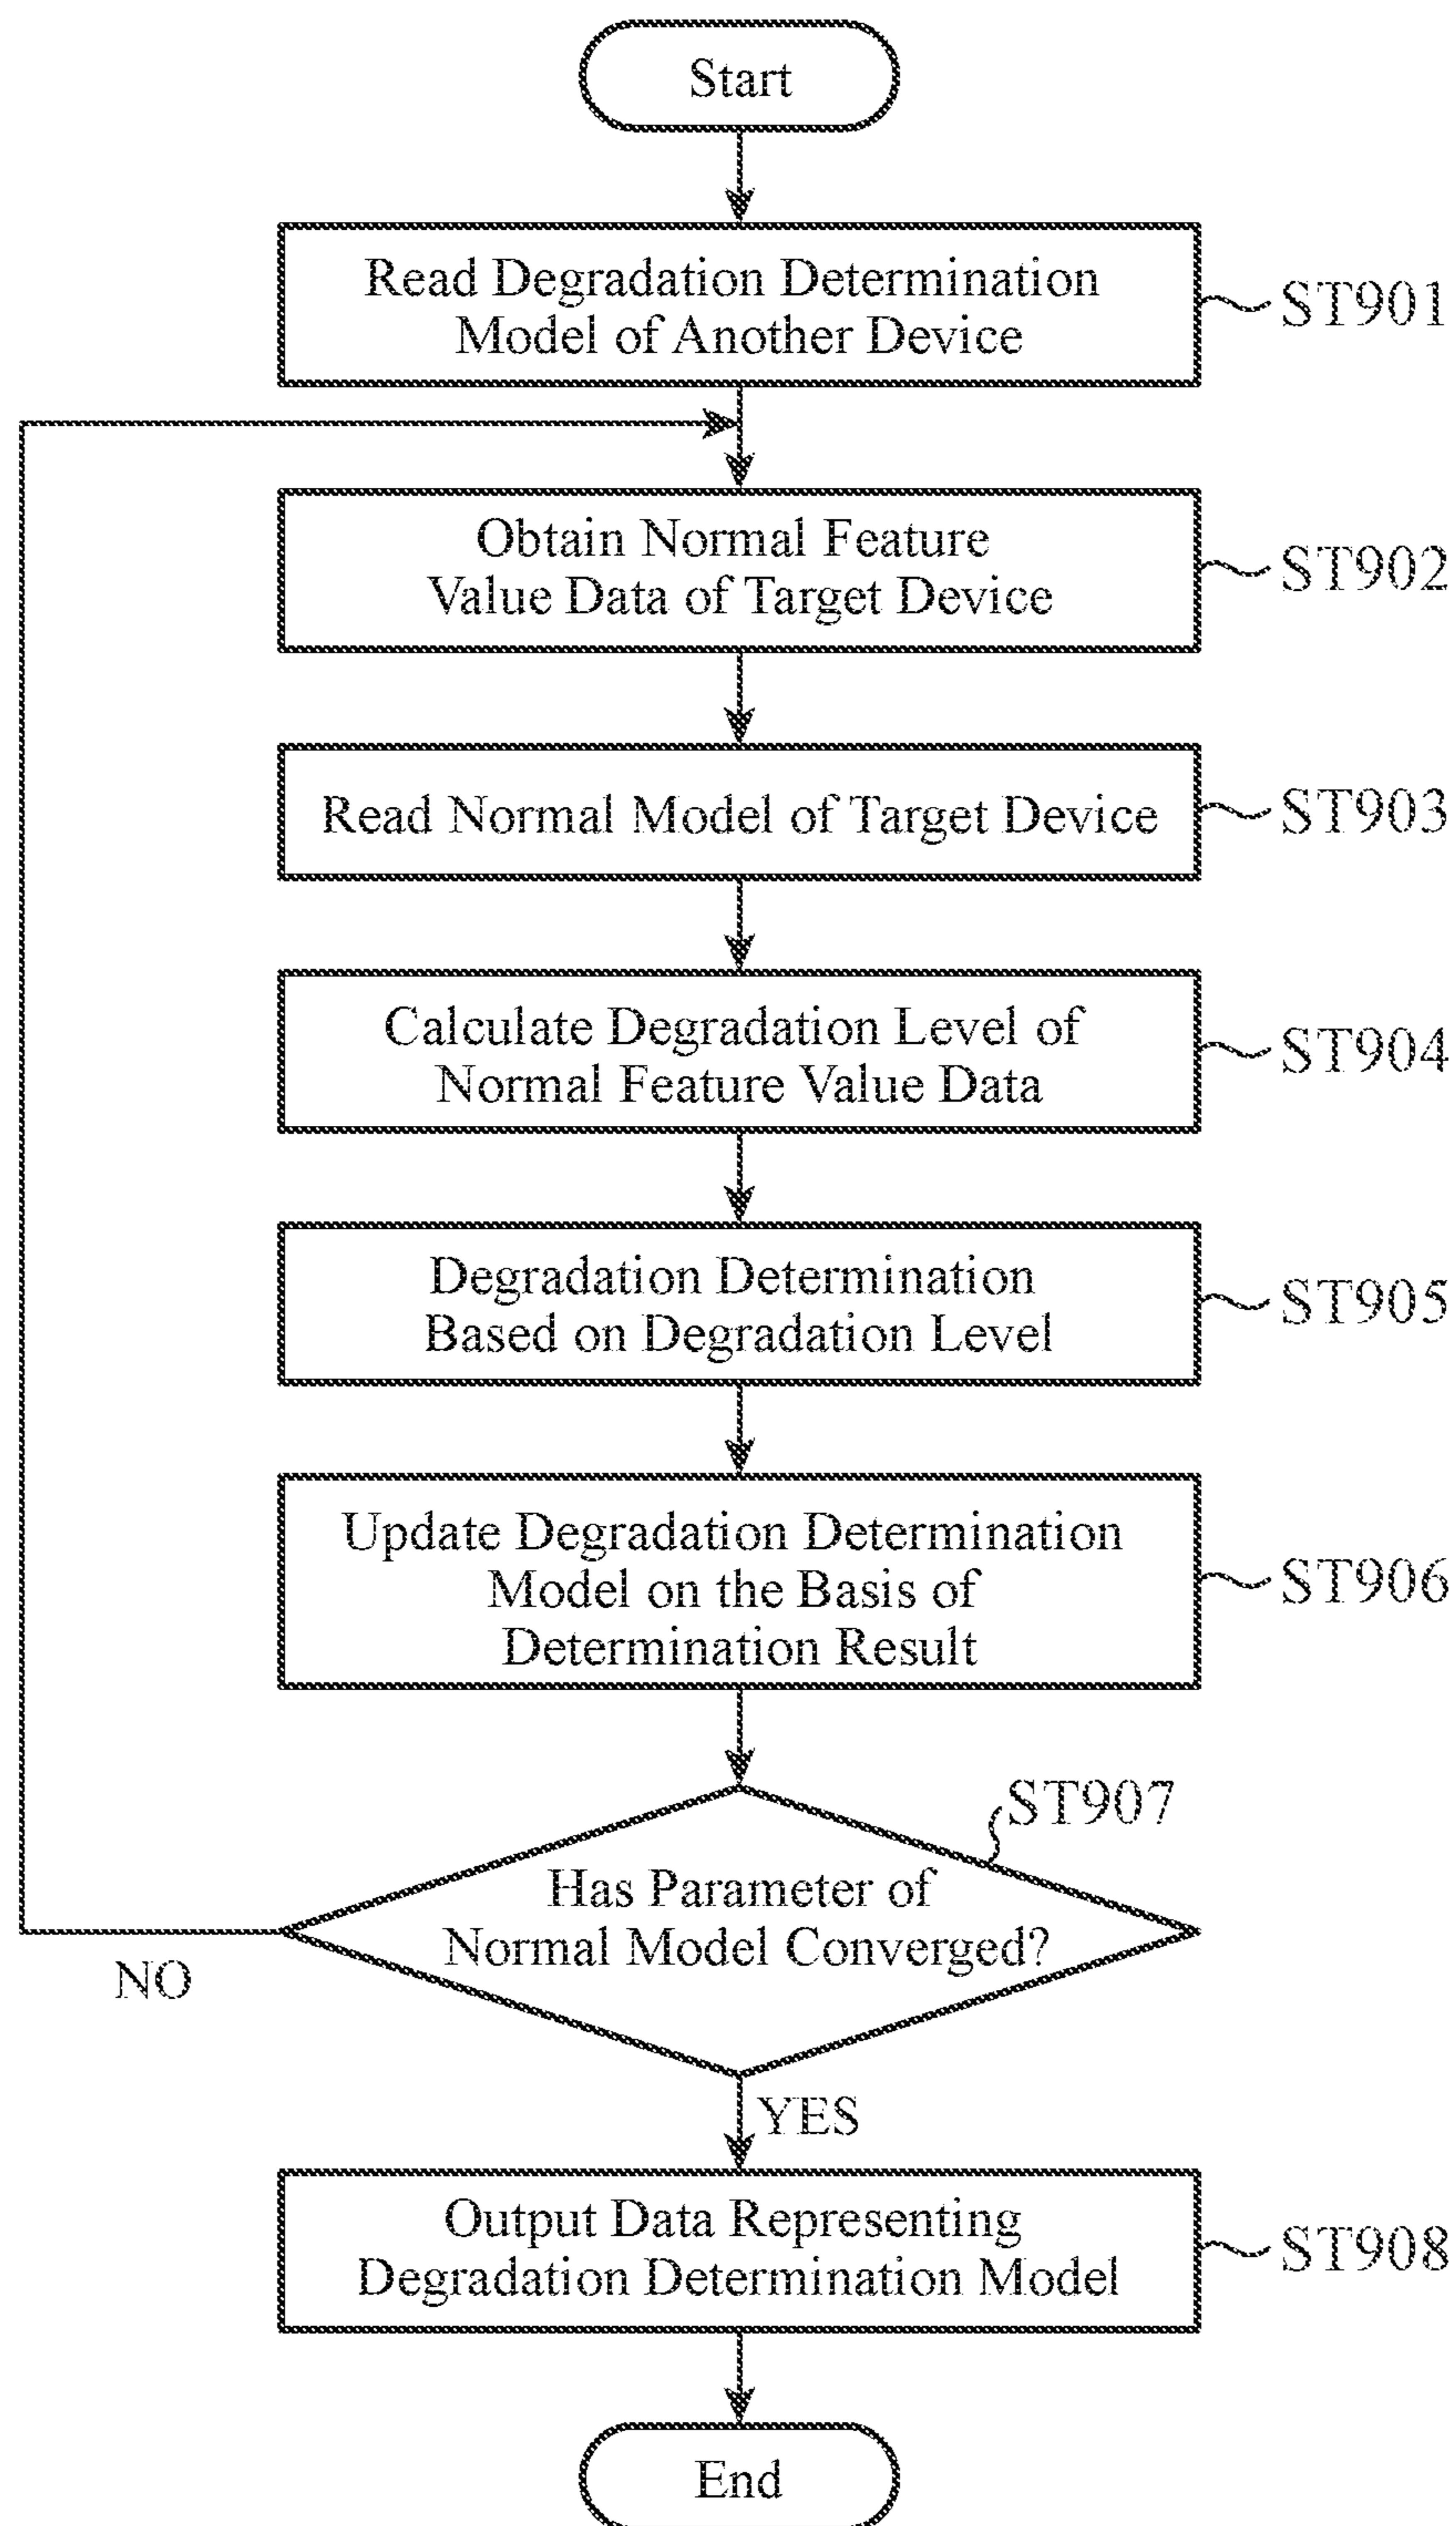 Start
Read Degradation Determination
Model of Another Device
ST901
Obtain Normal Feature
Value Data of Target Device
ST902
Read Normal Model of Target Device
ST903
Calculate Degradation Level of
Normal Feature Value Data
ST904
Degradation Determination
Based on Degradation Level
ST905
Update Degradation Determination
Model on the Basis of
Determination Result
ST906
ST907
Has Parameter of
Normal Model Converged?
NO
YES
Output Data Representing
Degradation Determination Model
ST908
End